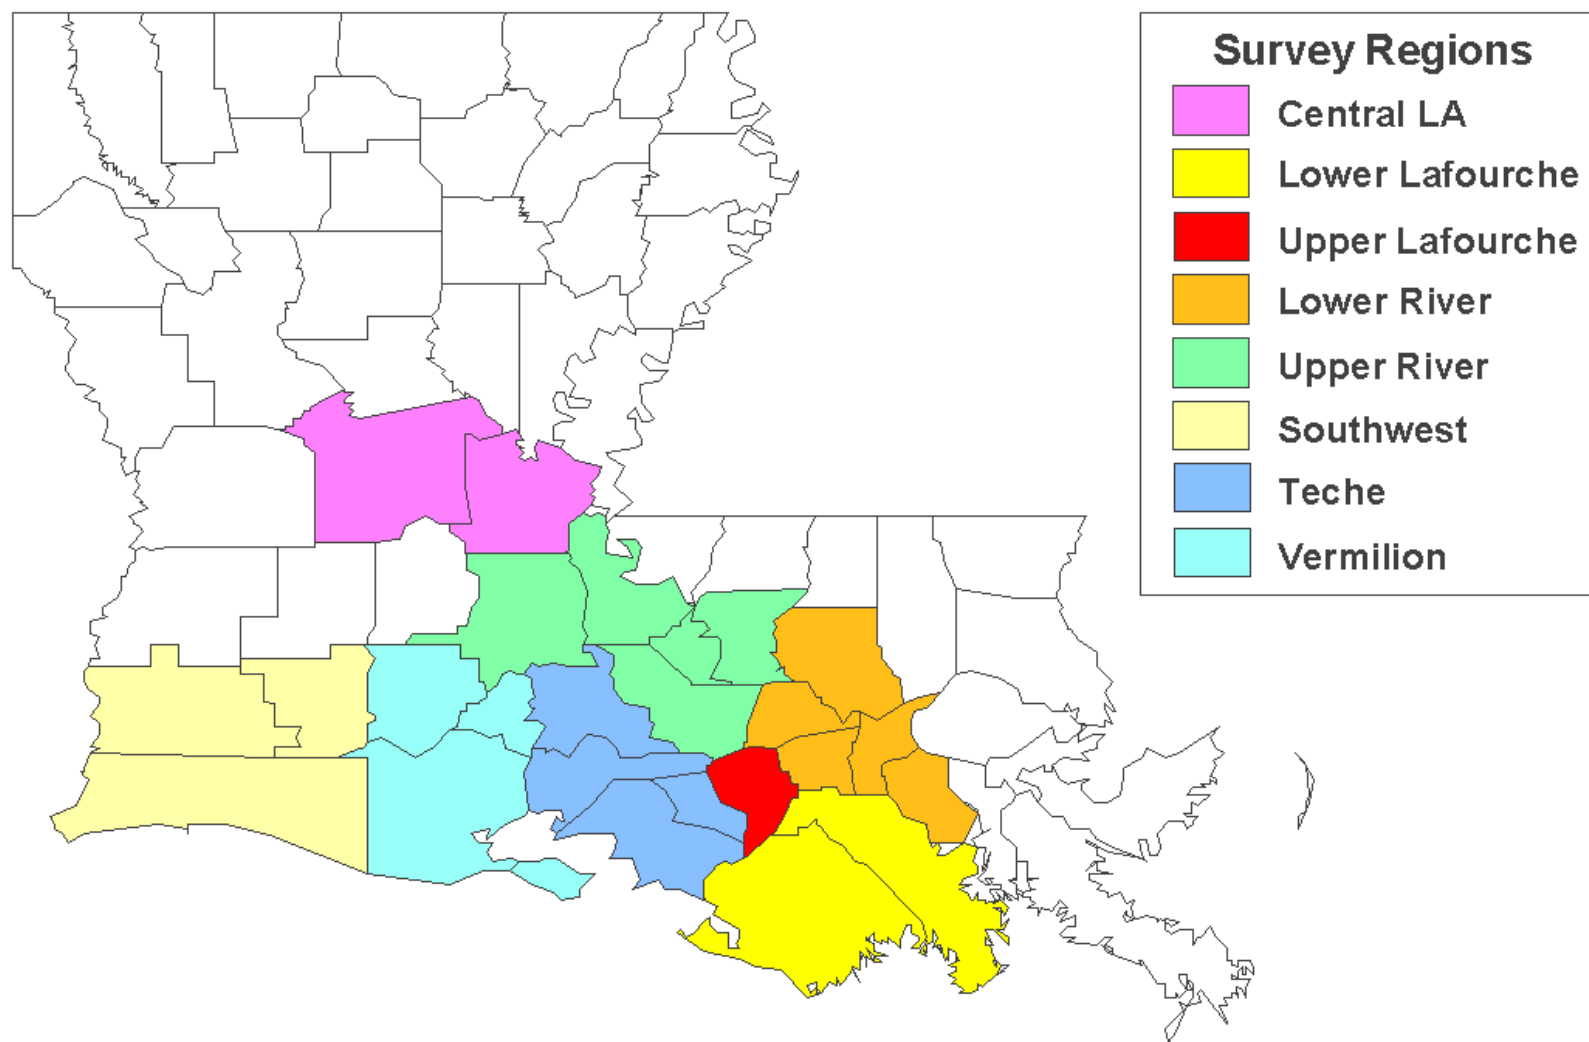 Survey Regions
Central LA
Lower Lafourche
Upper Lafourche
Lower River
Upper River
Southwest
Teche
Vermilion